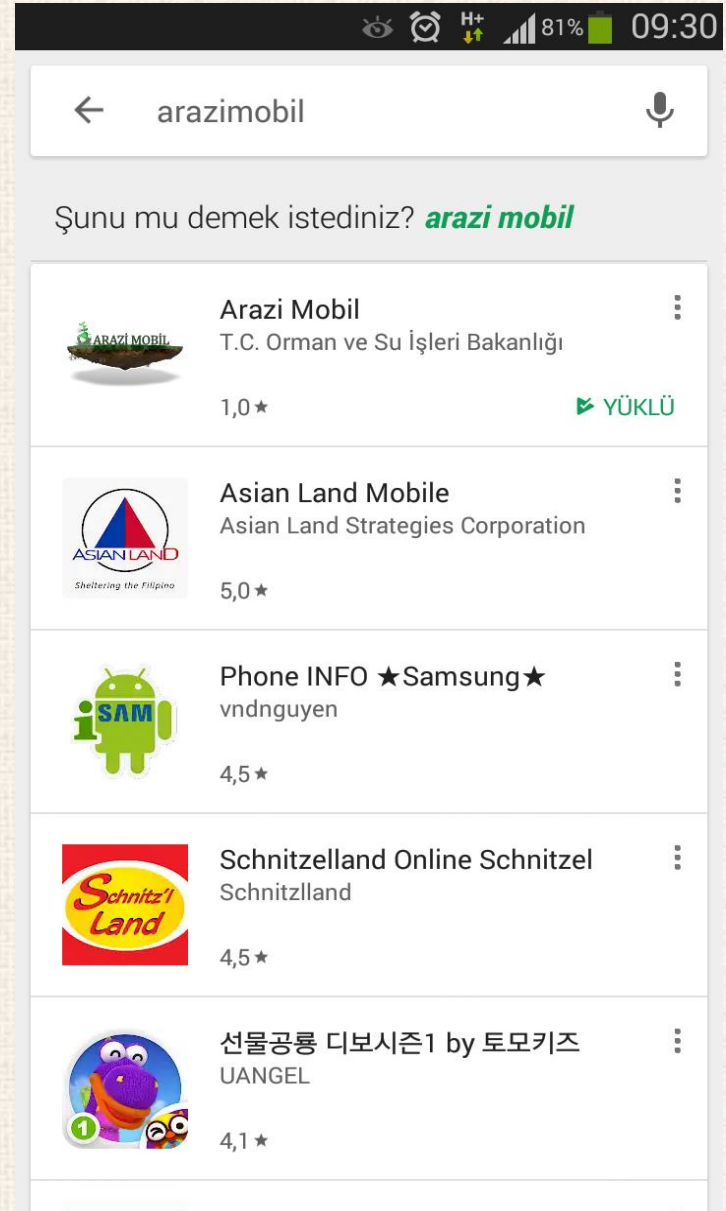 H+ 81% 09:30
arazimobil
Şunu mu demek istediniz? arazi mobil
ARAZİ MOBİL
Arazi Mobil
T.C. Orman ve Su İşleri Bakanlığı
1,0 ★
YÜKLÜ
ASIAN LAND
Sheltering the Filipino
Asian Land Mobile
Asian Land Strategies Corporation
5,0 ★
i SAM
Phone INFO ★Samsung★
vndnguyen
4,5 ★
Schnitz'l
Land
Schnitzelland Online Schnitzel
Schnitzlland
4,5 ★
1
선물공룡 디보시즌1 by 토모키즈
UANGEL
4,1 ★